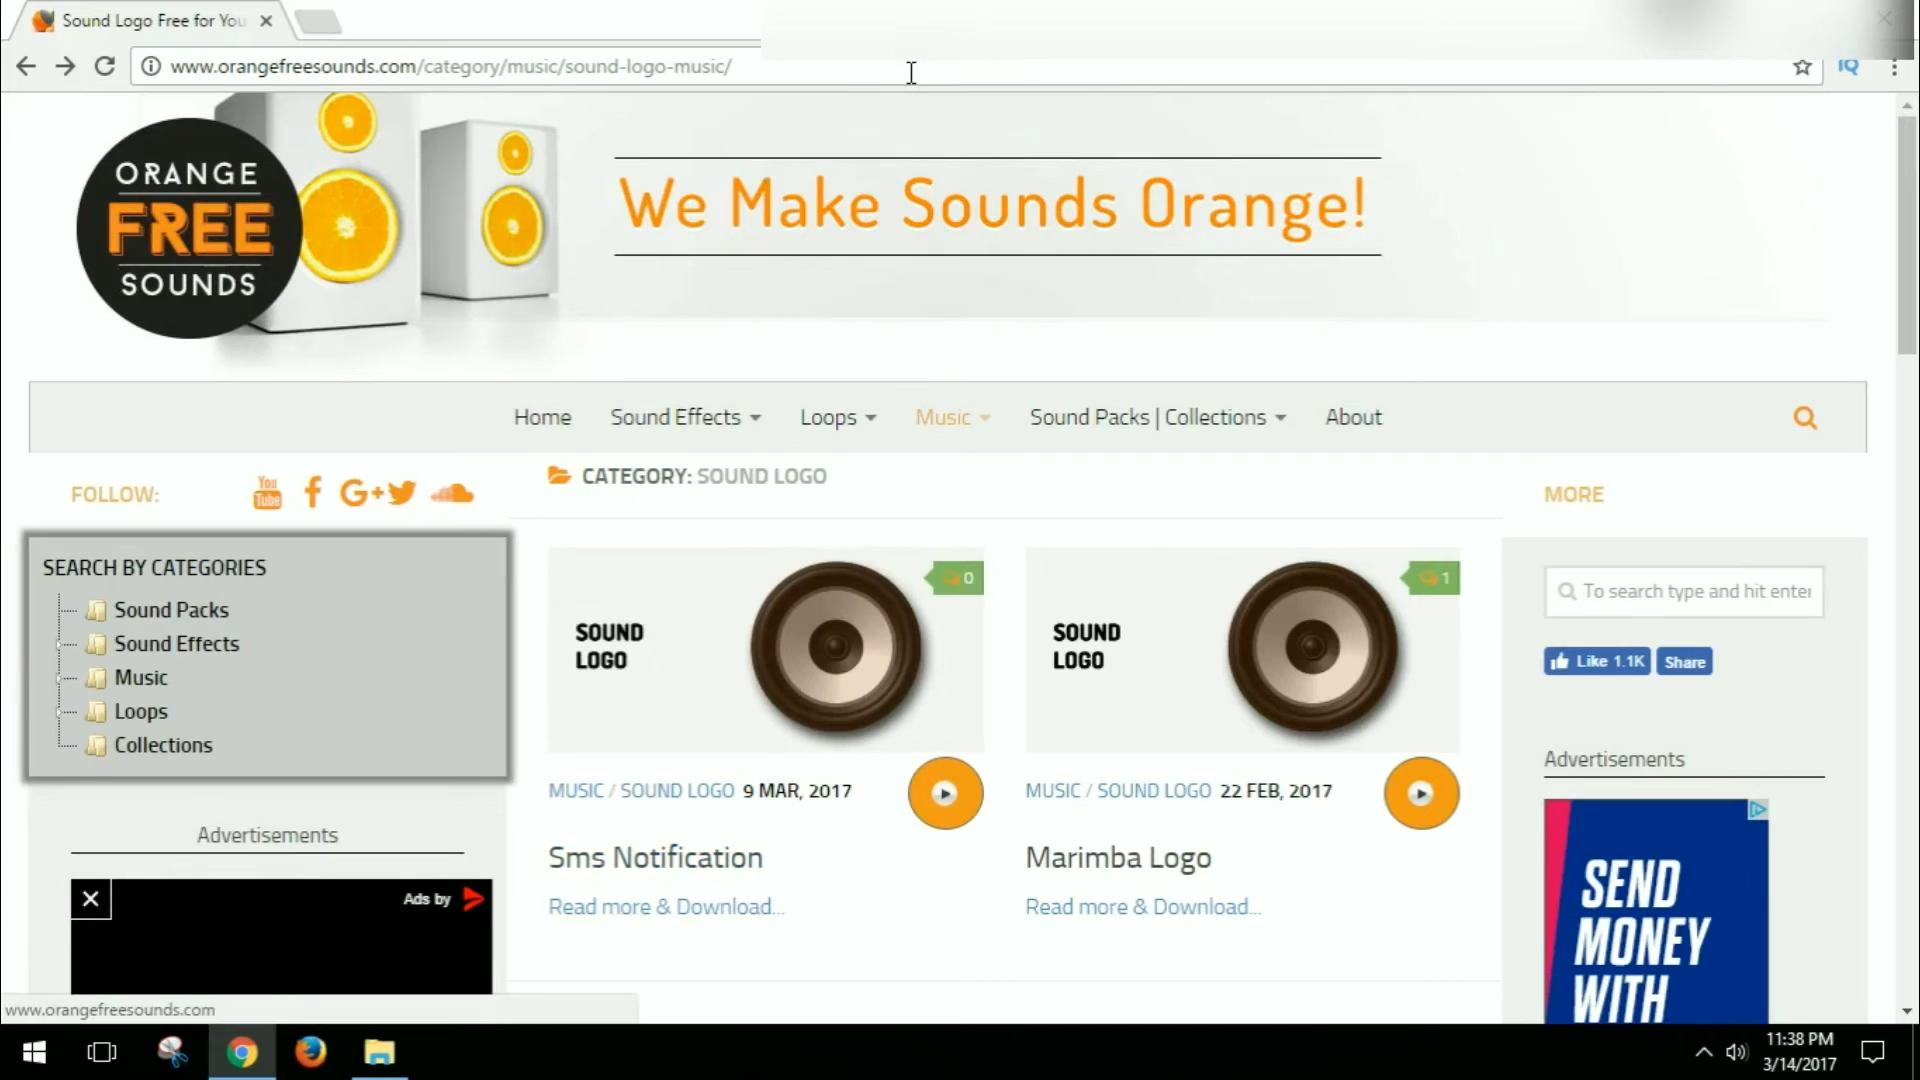 Sound Logo Free for You
www.orangefreesounds.com/category/music/sound-logo-music/
IQ
ORANGE
FREE
SOUNDS
We Make Sounds Orange!
Home Sound Effects Loops Music Sound Packs | Collections About
FOLLOW:
You
Tube
G+
CATEGORY: SOUND LOGO
MORE
SEARCH BY CATEGORIES
Sound Packs
Sound Effects
Music
Loops
Collections
0
SOUND
LOGO
1
SOUND
LOGO
To search type and hit enter
Like 1.1K Share
MUSIC / SOUND LOGO 9 MAR, 2017
Sms Notification
Read more & Download...
MUSIC / SOUND LOGO 22 FEB, 2017
Marimba Logo
Read more & Download...
Advertisements
Ads by
Advertisements
SEND
MONEY
WITH
www.orangefreesounds.com
11:38 PM
3/14/2017